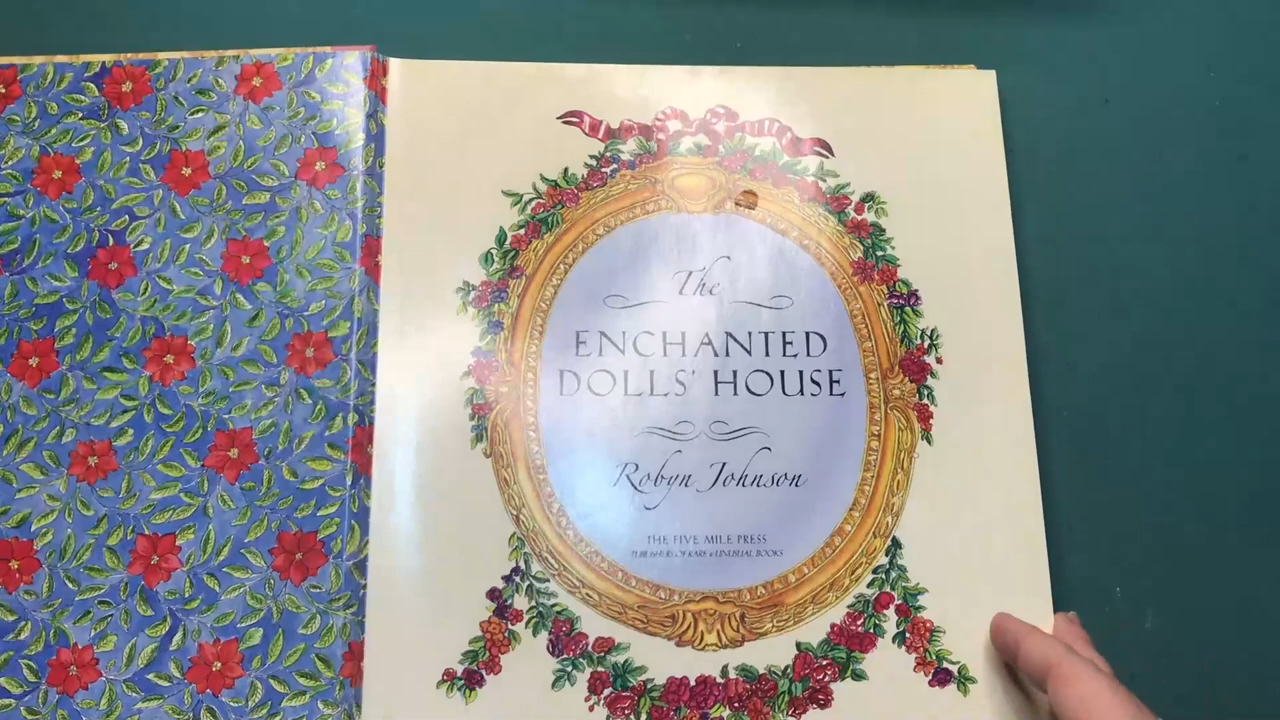 The
ENCHANTED
DOLLS' HOUSE
Robyn Johnson
THE FIVE MILE PRESS
PUBLISHERS OF RARE & UNUSUAL BOOKS